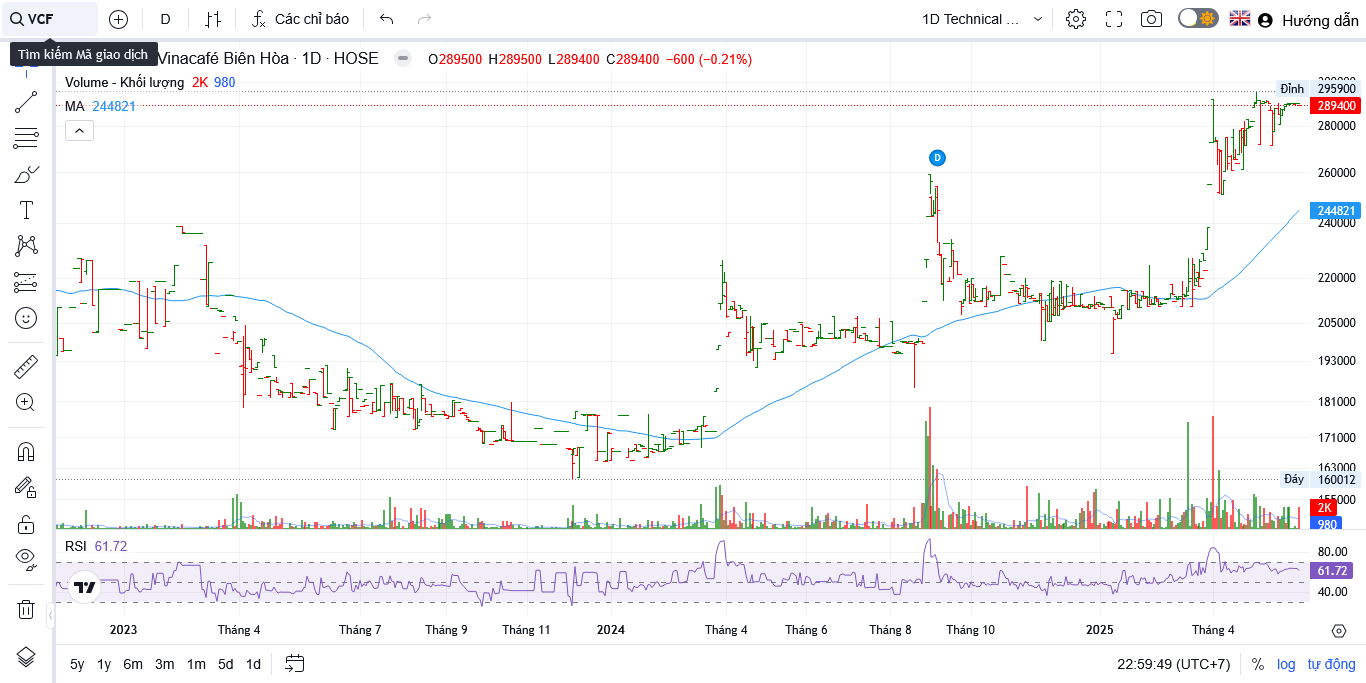 VCF
D
Các chỉ báo
1D Technical ...
Hướng dẫn
Tìm kiếm Mã giao dịch
Vinacafé Biên Hòa · 1D · HOSE
O289500 H289500 L289400 C289400 −600 (−0.21%)
Volume - Khối lượng 2K 980
MA 244821
D
Đỉnh 295900
289400
280000
260000
244821
240000
220000
205000
193000
181000
171000
163000
Đáy 160012
155000
2K
980
RSI 61.72
80.00
61.72
40.00
2023 Tháng 4 Tháng 7 Tháng 9 Tháng 11 2024 Tháng 4 Tháng 6 Tháng 8 Tháng 10 2025 Tháng 4
5y 1y 6m 3m 1m 5d 1d
22:59:49 (UTC+7) % log tự động